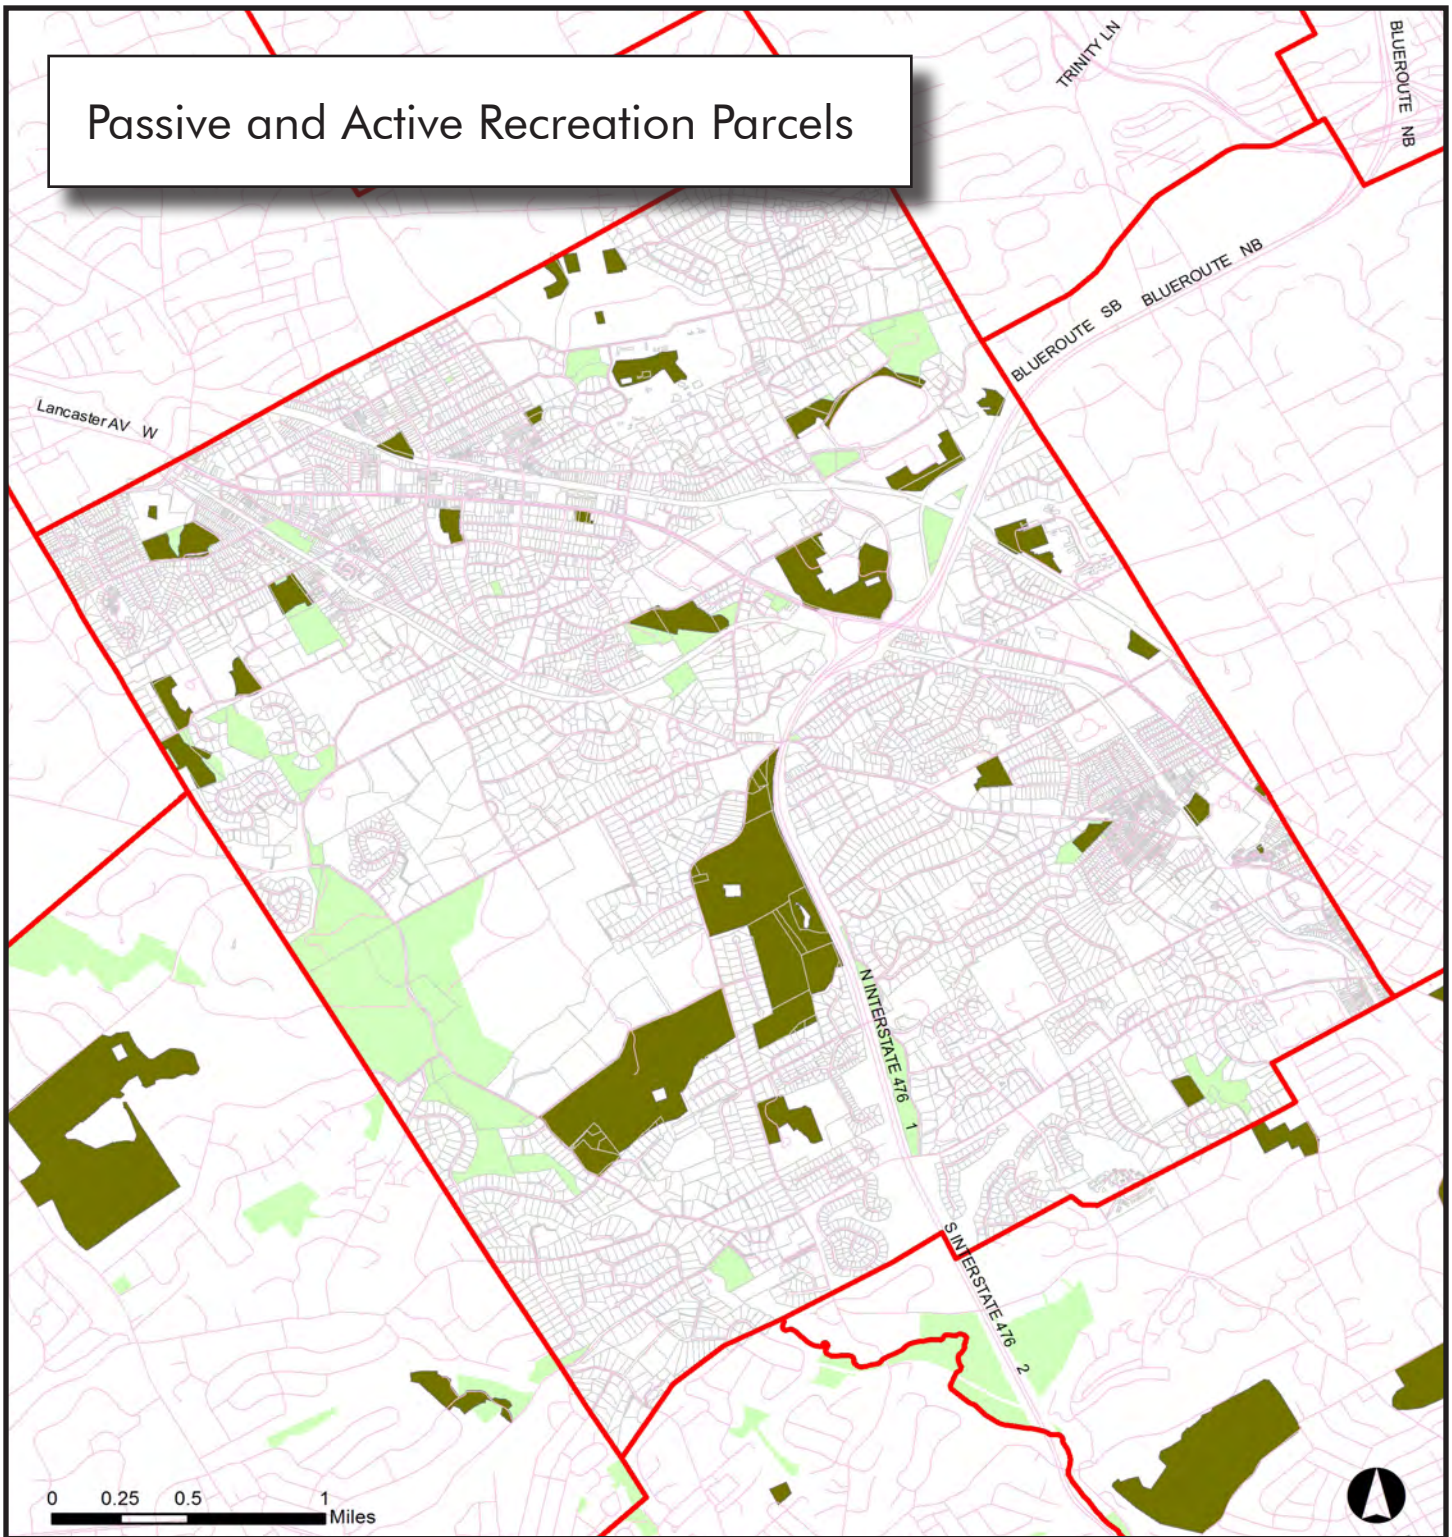 Passive and Active Recreation Parcels
TRINITY LN
BLUEROUTE NB
BLUEROUTE SB BLUEROUTE NB
Lancaster AV W
N INTERSTATE 476 1
S INTERSTATE 476 2
0 0.25 0.5 1
Miles